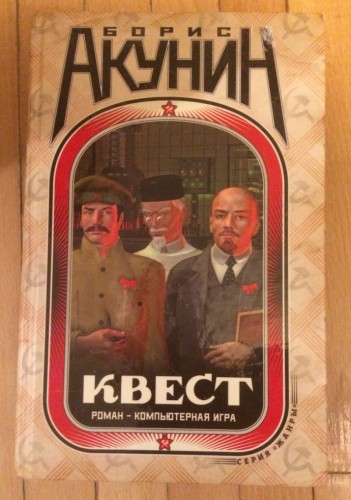 БОРИС
АКУНИН
КВЕСТ
РОМАН – КОМПЬЮТЕРНАЯ ИГРА
СЕРИЯ «ЖАНРЫ»